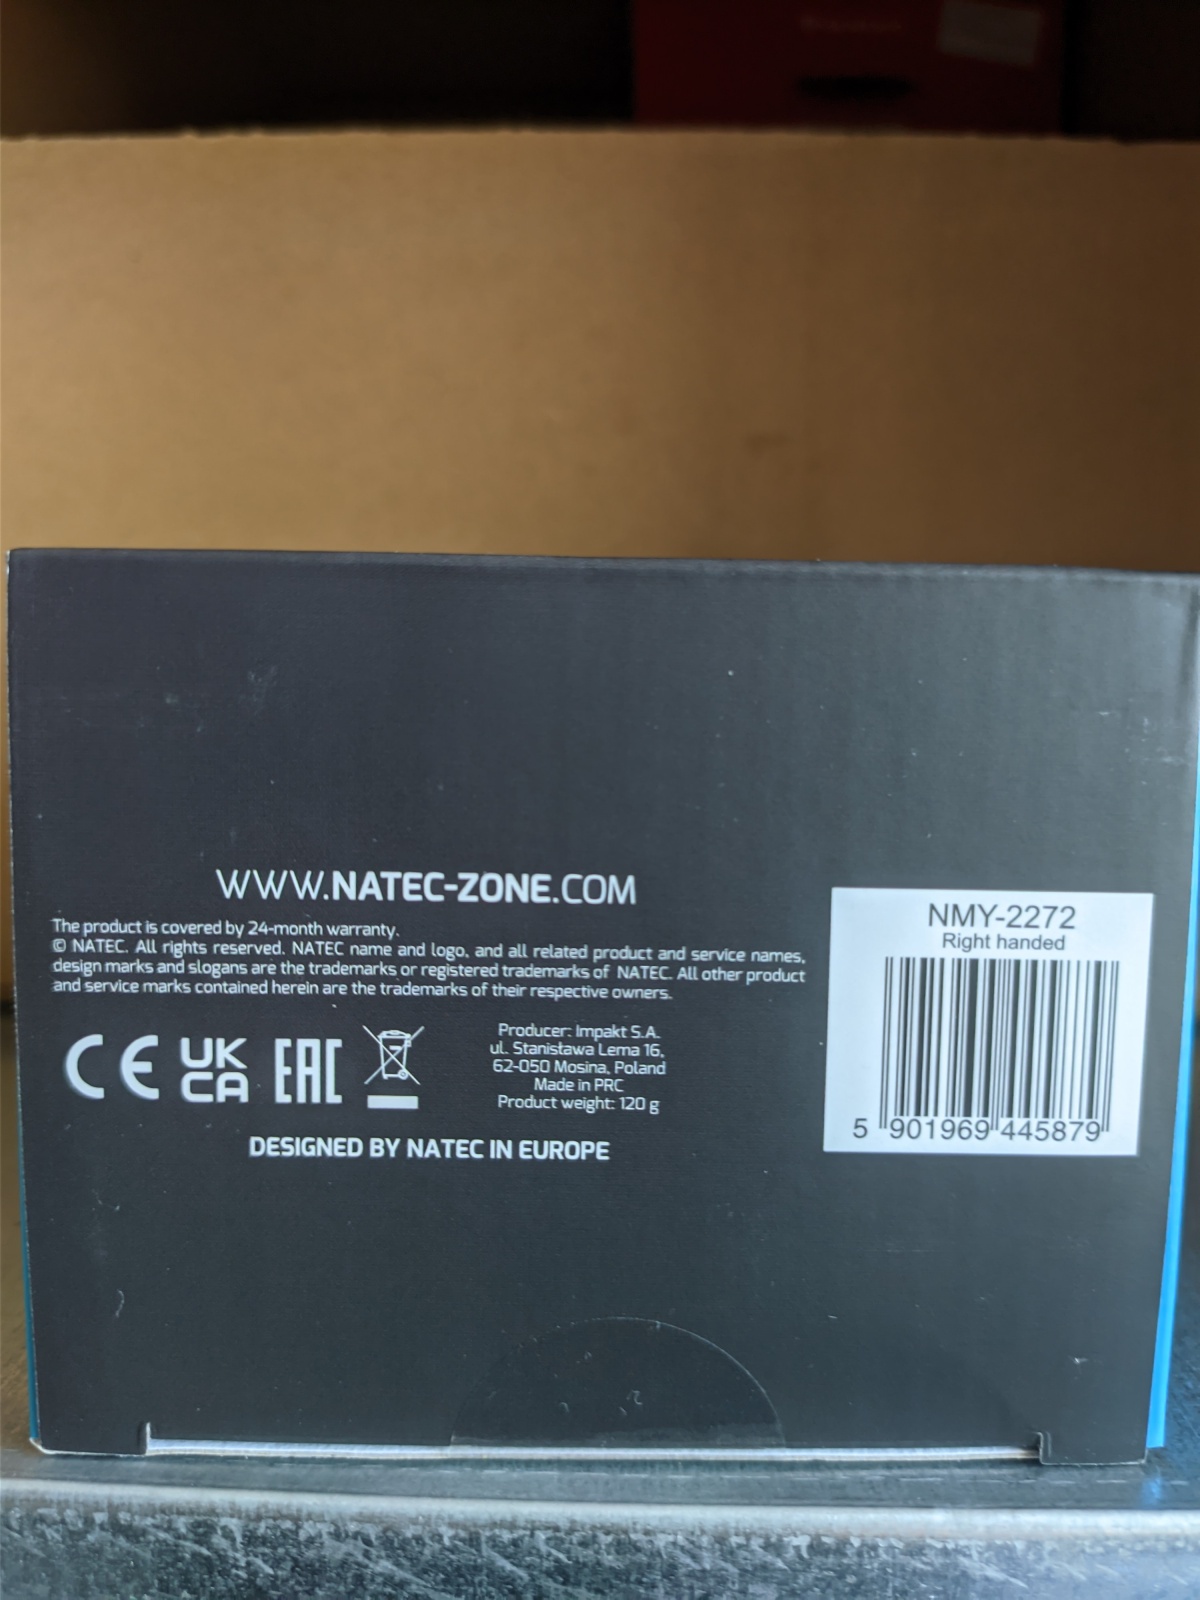 WWW.NATEC-ZONE.COM
The product is covered by 24-month warranty.
© NATEC. All rights reserved. NATEC name and logo, and all related product and service names,
design marks and slogans are the trademarks or registered trademarks of NATEC. All other product
and service marks contained herein are the trademarks of their respective owners.
CE UK CA EAC
Producer: Impakt S.A.
ul. Stanisława Lema 16,
62-050 Mosina, Poland
Made in PRC
Product weight: 120 g
DESIGNED BY NATEC IN EUROPE
NMY-2272
Right handed
5 901969 445879